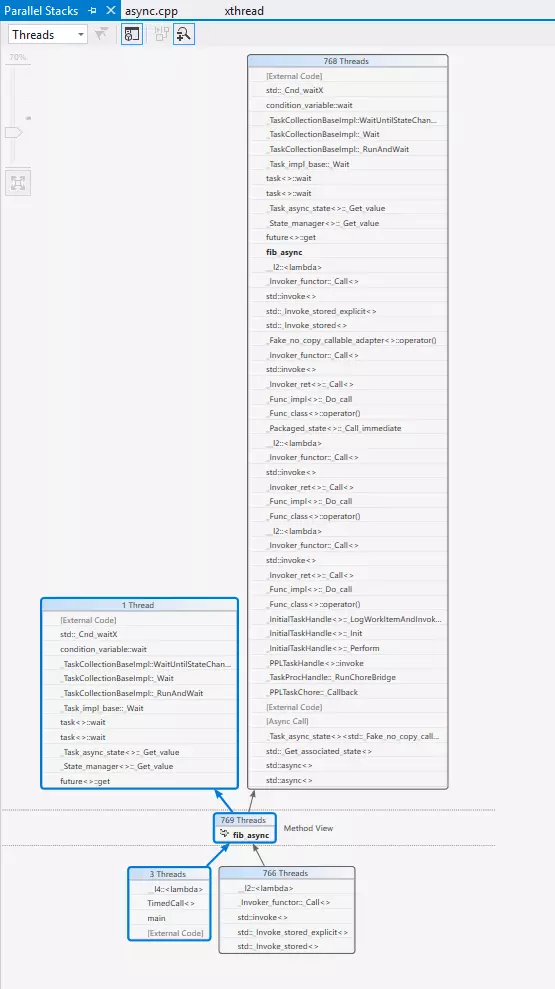 Parallel Stacks async.cpp xthread
Threads
70%
768 Threads
[External Code]
std::_Cnd_waitX
condition_variable::wait
_TaskCollectionBaseImpl::WaitUntilStateChan...
_TaskCollectionBaseImpl::_Wait
_TaskCollectionBaseImpl::_RunAndWait
_Task_impl_base::_Wait
task<>::wait
task<>::wait
_Task_async_state<>::_Get_value
_State_manager<>::_Get_value
future<>::get
fib_async
__l2::<lambda>
_Invoker_functor::_Call<>
std::invoke<>
std::_Invoke_stored_explicit<>
std::_Invoke_stored<>
_Fake_no_copy_callable_adapter<>::operator()
_Invoker_functor::_Call<>
std::invoke<>
_Invoker_ret<>::_Call<>
_Func_impl<>::_Do_call
_Func_class<>::operator()
_Packaged_state<>::_Call_immediate
__l2::<lambda>
_Invoker_functor::_Call<>
std::invoke<>
_Invoker_ret<>::_Call<>
_Func_impl<>::_Do_call
_Func_class<>::operator()
__l2::<lambda>
_Invoker_functor::_Call<>
std::invoke<>
_Invoker_ret<>::_Call<>
_Func_impl<>::_Do_call
_Func_class<>::operator()
_InitialTaskHandle<>::_LogWorkItemAndInvok...
_InitialTaskHandle<>::_Init
_InitialTaskHandle<>::_Perform
_PPLTaskHandle<>::invoke
_TaskProcHandle::_RunChoreBridge
_PPLTaskChore::_Callback
[External Code]
[Async Call]
_Task_async_state<><std::_Fake_no_copy_call...
std::_Get_associated_state<>
std::async<>
std::async<>
1 Thread
[External Code]
std::_Cnd_waitX
condition_variable::wait
_TaskCollectionBaseImpl::WaitUntilStateChan...
_TaskCollectionBaseImpl::_Wait
_TaskCollectionBaseImpl::_RunAndWait
_Task_impl_base::_Wait
task<>::wait
task<>::wait
_Task_async_state<>::_Get_value
_State_manager<>::_Get_value
future<>::get
769 Threads
fib_async
Method View
3 Threads
__l4::<lambda>
TimedCall<>
main
[External Code]
766 Threads
__l2::<lambda>
_Invoker_functor::_Call<>
std::invoke<>
std::_Invoke_stored_explicit<>
std::_Invoke_stored<>